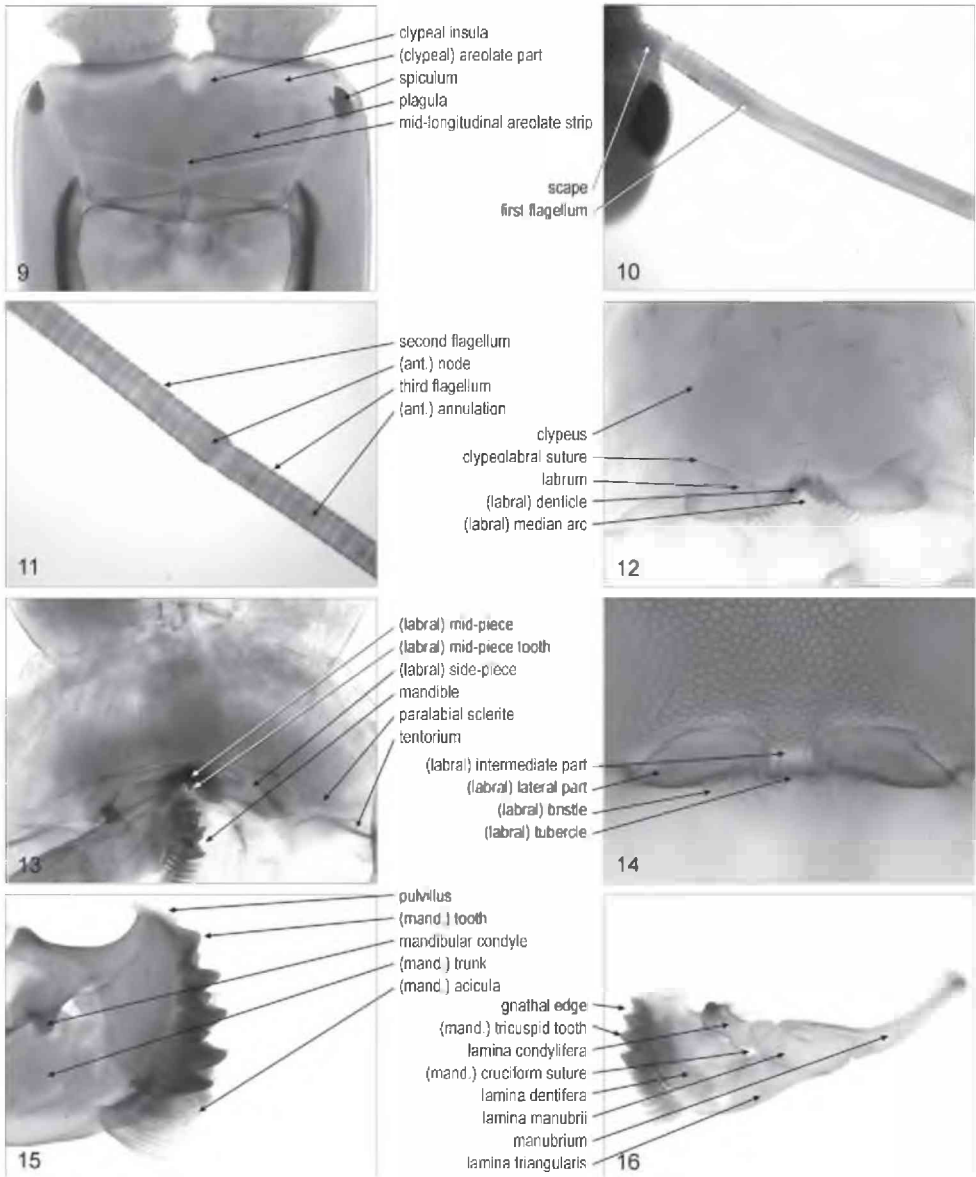 clypeal insula
(clypeal) areolate part
spiculum
plagula
mid-longitudinal areolate strip
9
scape
first flagellum
10
second flagellum
(ant.) node
third flagellum
(ant.) annulation
11
clypeus
clypeolabral suture
labrum
(labral) denticle
(labral) median arc
12
(labral) mid-piece
(labral) mid-piece tooth
(labral) side-piece
mandible
paralabial sclerite
tentorium
13
(labral) intermediate part
(labral) lateral part
(labral) bristle
(labral) tubercle
14
pulvillus
(mand.) tooth
mandibular condyle
(mand.) trunk
(mand.) acicula
15
gnathal edge
(mand.) tricuspid tooth
lamina condylifera
(mand.) cruciform suture
lamina dentifera
lamina manubrii
manubrium
lamina triangularis
16